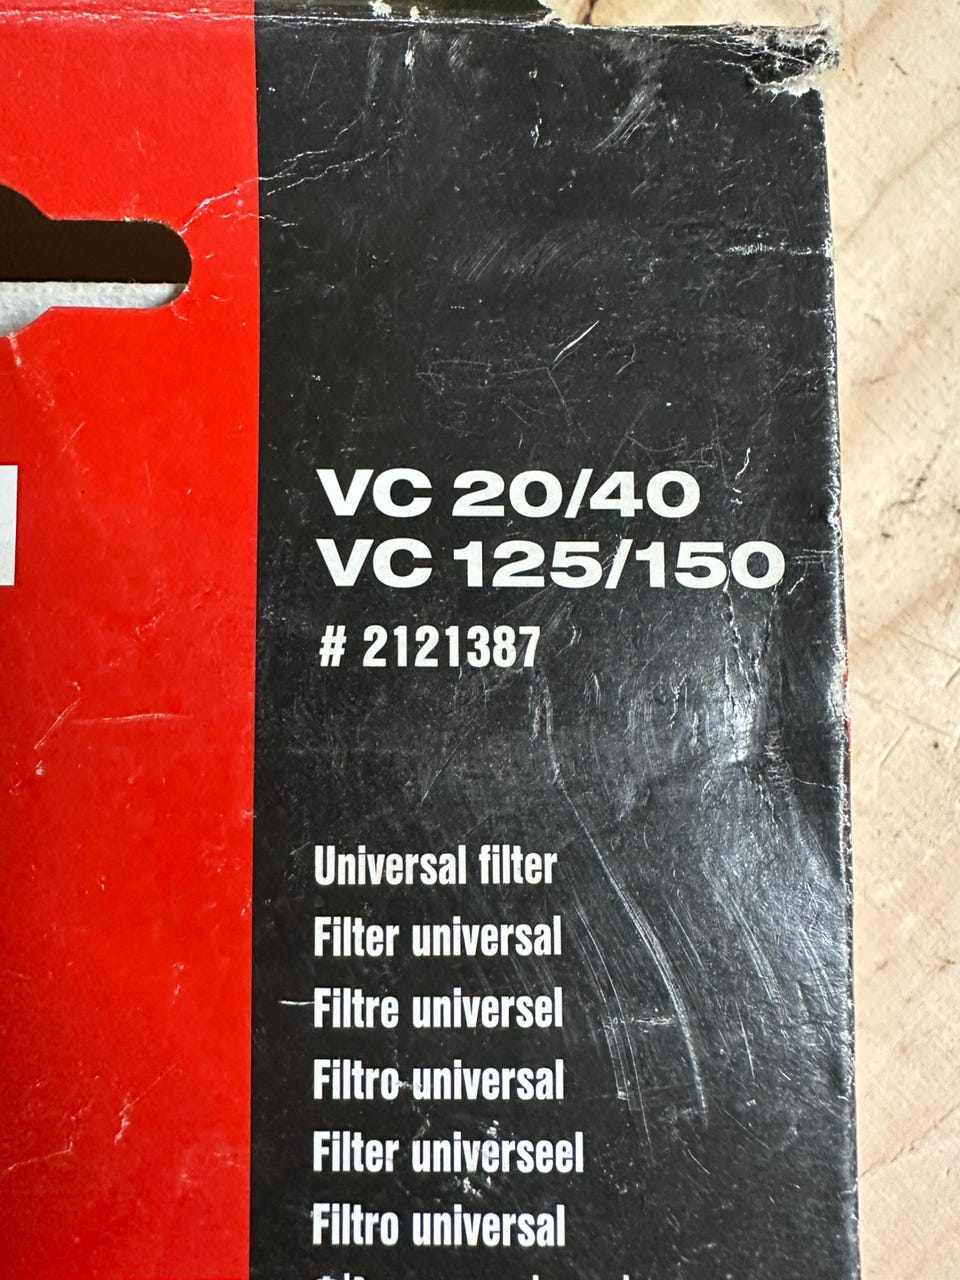 VC 20/40
VC 125/150
# 2121387
Universal filter
Filter universal
Filtre universel
Filtro universal
Filter universeel
Filtro universal